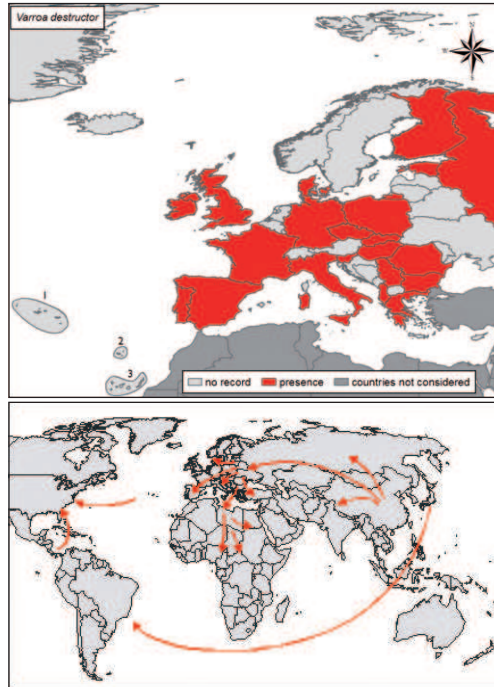 Varroa destructor
N
1
2
3
no record presence countries not considered